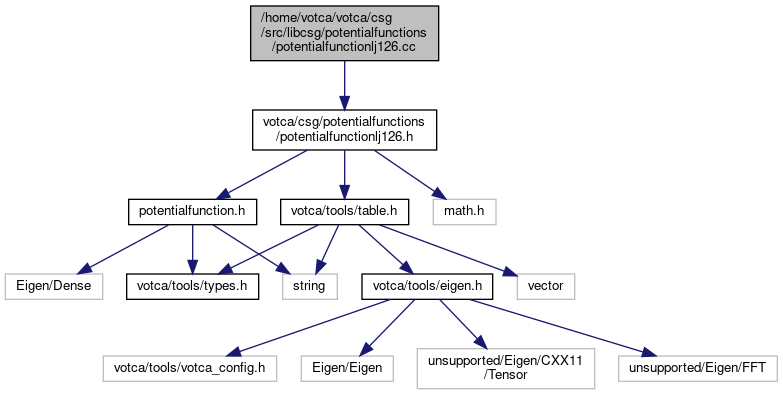 /home/votca/votca/csg
/src/libcsg/potentialfunctions
/potentialfunctionlj126.cc
votca/csg/potentialfunctions
/potentialfunctionlj126.h
potentialfunction.h
votca/tools/table.h
math.h
Eigen/Dense
votca/tools/types.h
string
votca/tools/eigen.h
vector
votca/tools/votca_config.h
Eigen/Eigen
unsupported/Eigen/CXX11
/Tensor
unsupported/Eigen/FFT